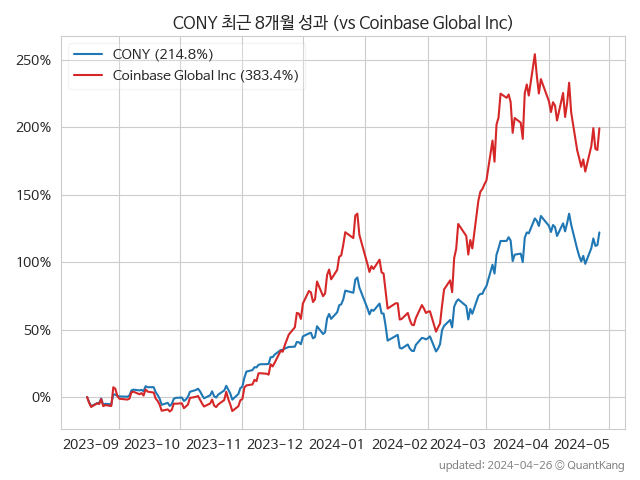 CONY 최근 8개월 성과 (vs Coinbase Global Inc)
CONY (214.8%)
Coinbase Global Inc (383.4%)
250%
200%
150%
100%
50%
0%
2023-09 2023-10 2023-11 2023-12 2024-01 2024-02 2024-03 2024-04 2024-05
updated: 2024-04-26 © QuantKang